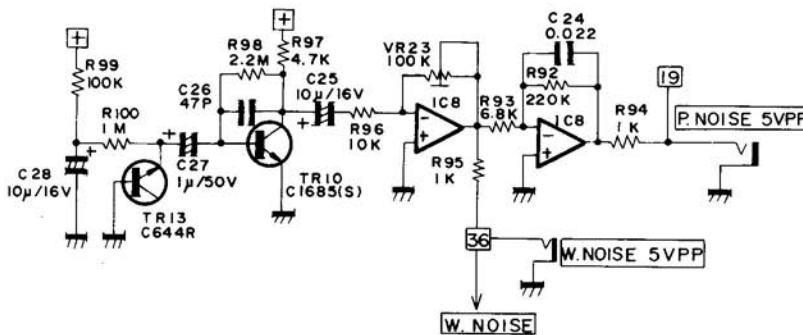 +
R99
100K
R100
1M
C28
10μ/16V
TR13
C644R
C27
1μ/50V
+
R98
2.2M
R97
4.7K
C26
47P
TR10
C1685(S)
C25
10μ/16V
R96
10K
VR23
100K
IC8
R95
1K
36
W. NOISE 5VPP
W. NOISE
R93
6.8K
C24
0.022
R92
220K
IC8
R94
1K
19
P. NOISE 5VPP